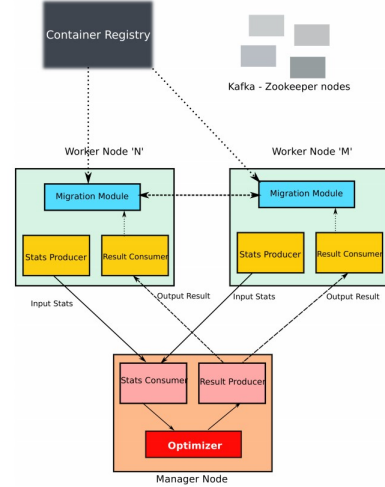 Container Registry
Kafka - Zookeeper nodes
Worker Node 'N'
Worker Node 'M'
Migration Module
Migration Module
Stats Producer
Result Consumer
Stats Producer
Result Consumer
Input Stats
Output Result
Input Stats
Output Result
Stats Consumer
Result Producer
Optimizer
Manager Node